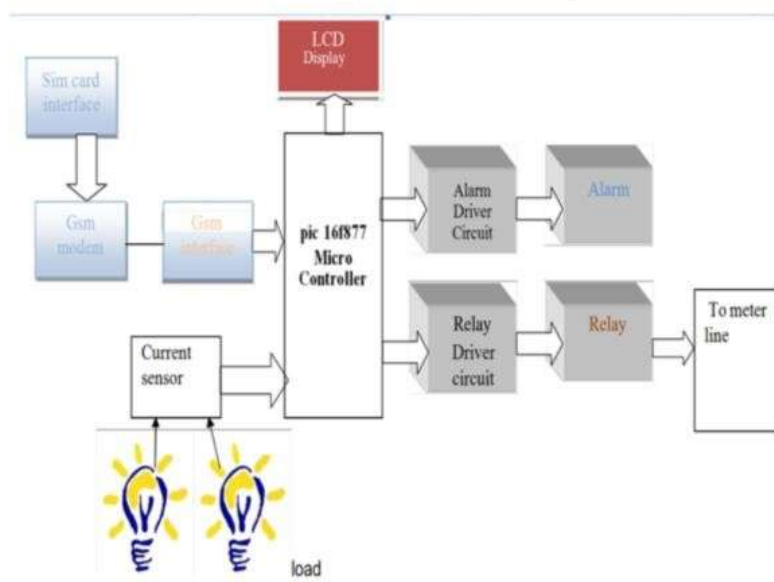 LCD
Display
Sim card
interface
Gsm
modem
Gsm
interface
pic 16f877
Micro
Controller
Alarm
Driver
Circuit
Alarm
Relay
Driver
circuit
Relay
To meter
line
Current
sensor
load